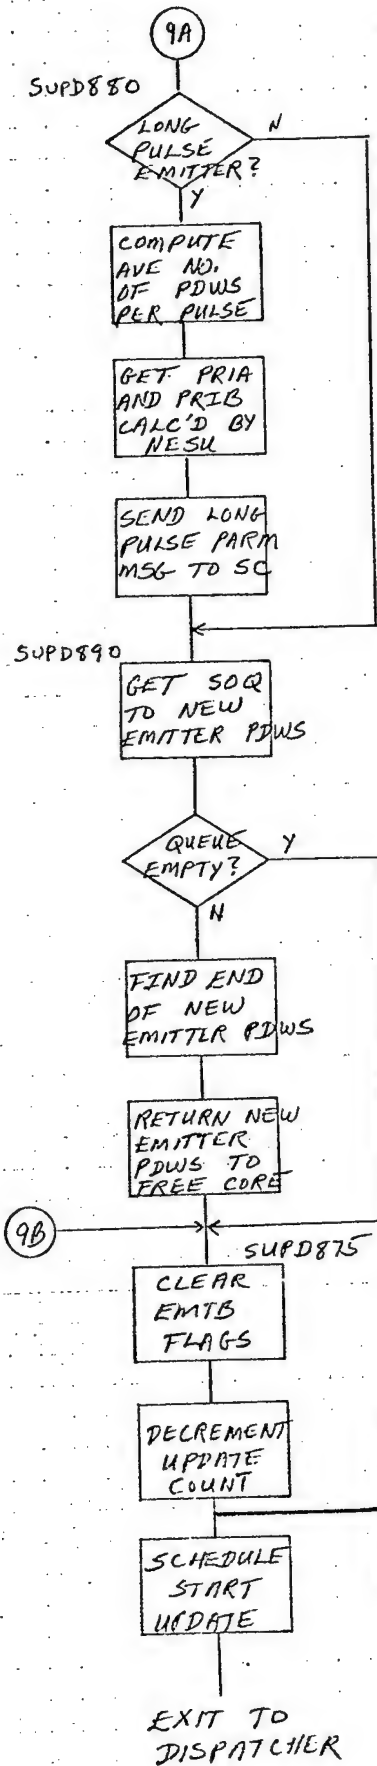 9A
SUPD880
LONG
PULSE
EMITTER?
N
Y
COMPUTE
AVE NO.
OF PDWS
PER PULSE
GET PRIA
AND PRIB
CALC'D BY
NESU
SEND LONG
PULSE PARM
MSG TO SC
SUPD890
GET SOQ
TO NEW
EMITTER PDWS
QUEUE
EMPTY?
Y
N
FIND END
OF NEW
EMITTER PDWS
RETURN NEW
EMITTER
PDWS TO
FREE CORE
9B
SUPD875
CLEAR
EMTB
FLAGS
DECREMENT
UPDATE
COUNT
SCHEDULE
START
UPDATE
EXIT TO
DISPATCHER